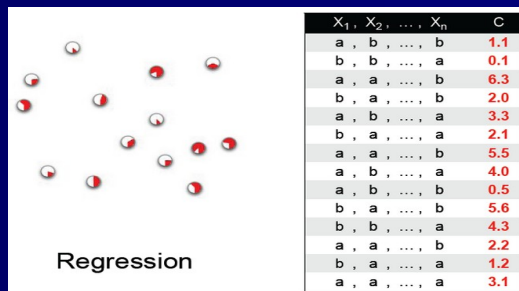 Regression
X1 , X2 , ... , Xn C
a , b , ... , b 1.1
b , b , ... , a 0.1
a , a , ... , b 6.3
b , a , ... , b 2.0
a , b , ... , a 3.3
b , a , ... , a 2.1
a , a , ... , b 5.5
a , b , ... , a 4.0
a , b , ... , a 0.5
b , a , ... , b 5.6
b , b , ... , a 4.3
a , a , ... , b 2.2
b , a , ... , a 1.2
a , a , ... , a 3.1